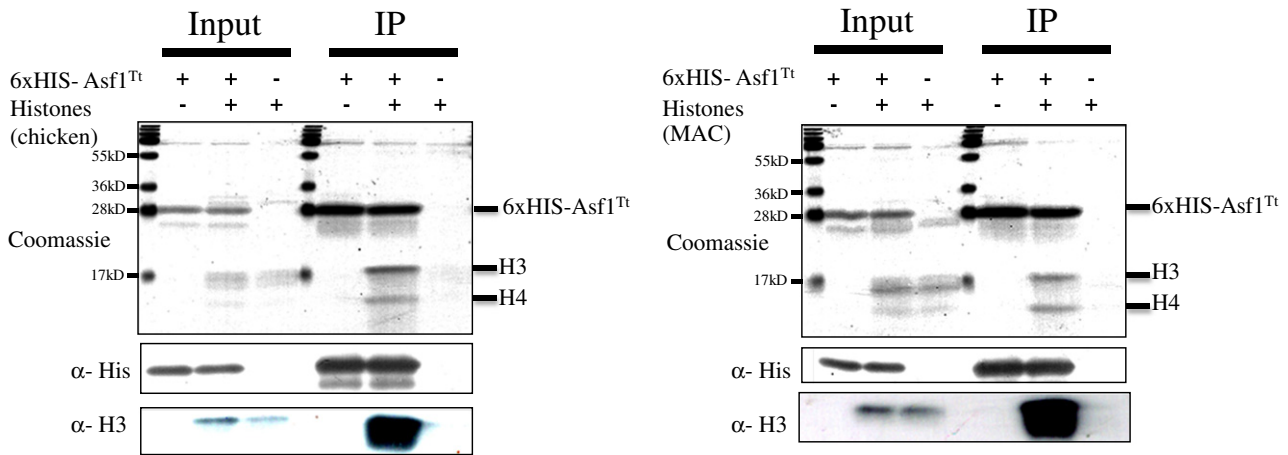 Input IP
6xHIS- Asf1ᵀᵗ + + - + + -
Histones - + + - + +
(chicken)
55kD
36kD
28kD
6xHIS-Asf1ᵀᵗ
Coomassie
17kD
H3
H4
α- His
α- H3
Input IP
6xHIS- Asf1ᵀᵗ + + - + + -
Histones - + + - + +
(MAC)
55kD
36kD
28kD
6xHIS-Asf1ᵀᵗ
Coomassie
17kD
H3
H4
α- His
α- H3